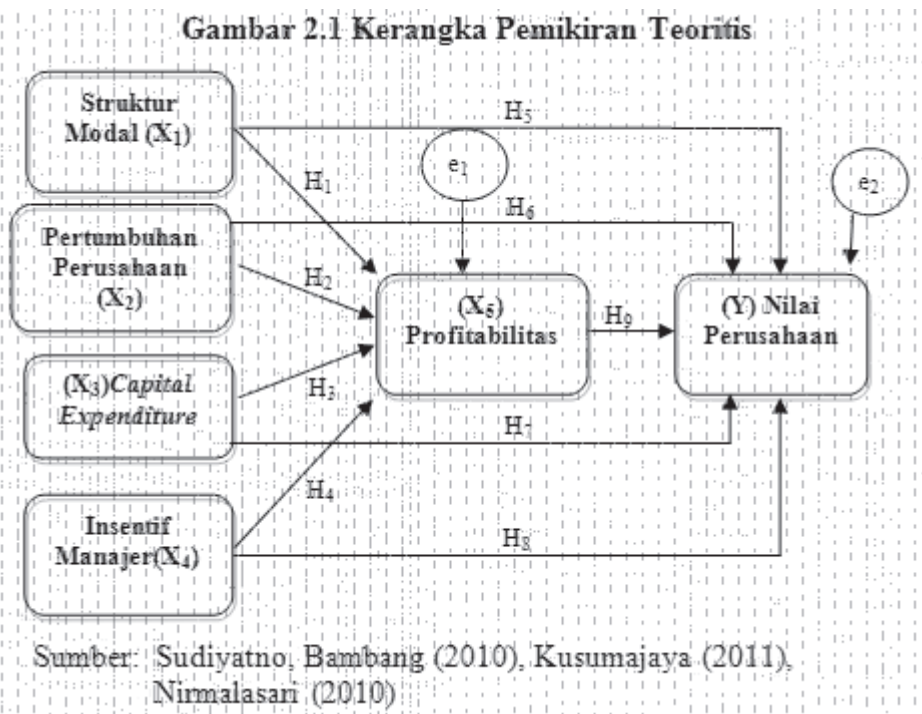 Gambar 2.1 Kerangka Pemikiran Teoritis
Struktur
Modal (X₁)
H₅
e₁
e₂
H₁
H₆
Pertumbuhan
Perusahaan
(X₂)
H₂
(X₅)
Profitabilitas
H₉
(Y) Nilai
Perusahaan
(X₃)Capital
Expenditure
H₃
H₇
H₄
Insentif
Manajer(X₄)
H₈
Sumber: Sudiyatno, Bambang (2010), Kusumajaya (2011),
Nirmalasari (2010)